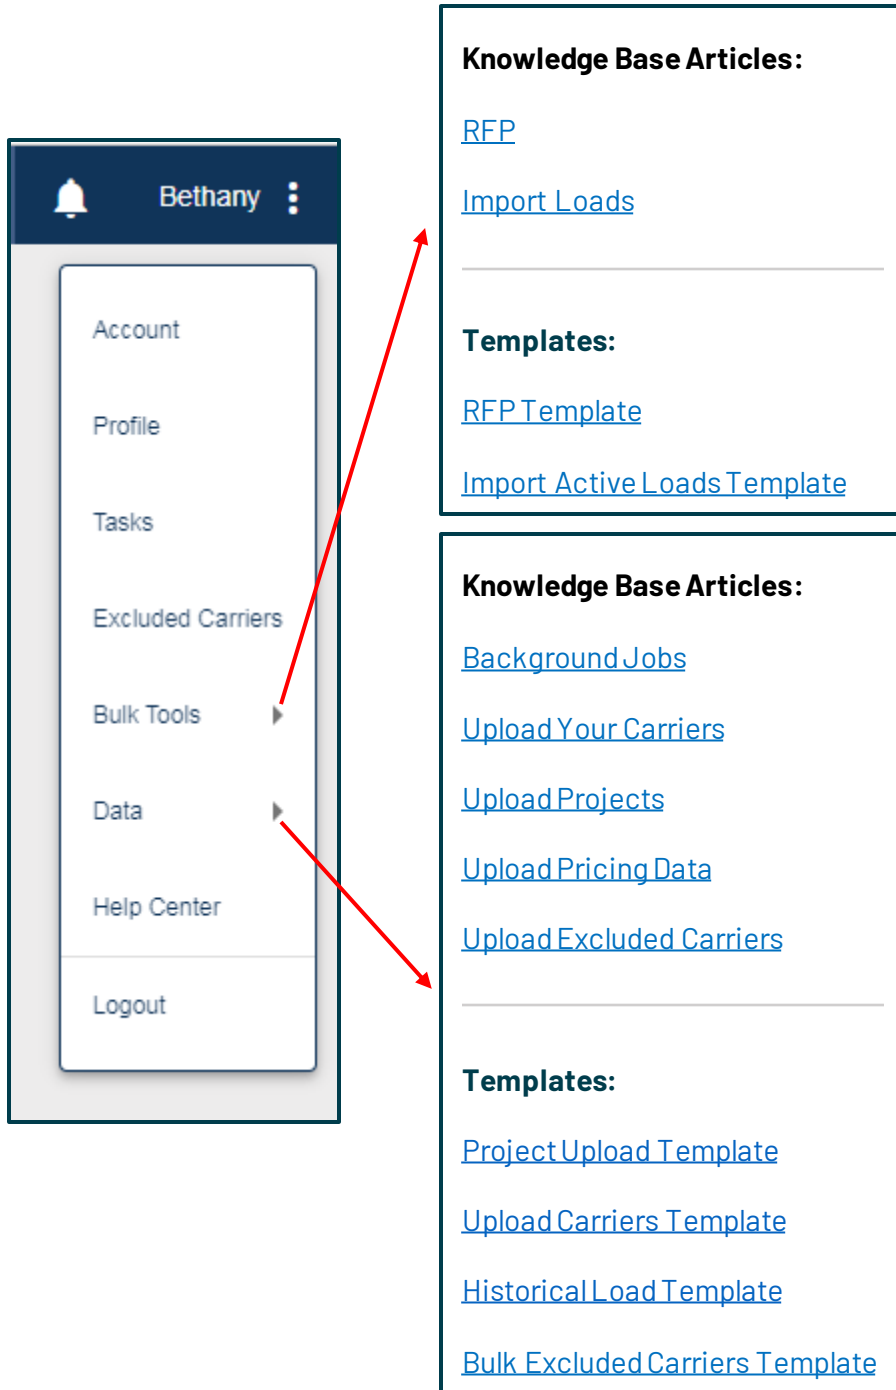 Bethany
Account
Profile
Tasks
Excluded Carriers
Bulk Tools
Data
Help Center
Logout
Knowledge Base Articles:
RFP
Import Loads
Templates:
RFP Template
Import Active Loads Template
Knowledge Base Articles:
Background Jobs
Upload Your Carriers
Upload Projects
Upload Pricing Data
Upload Excluded Carriers
Templates:
Project Upload Template
Upload Carriers Template
Historical Load Template
Bulk Excluded Carriers Template